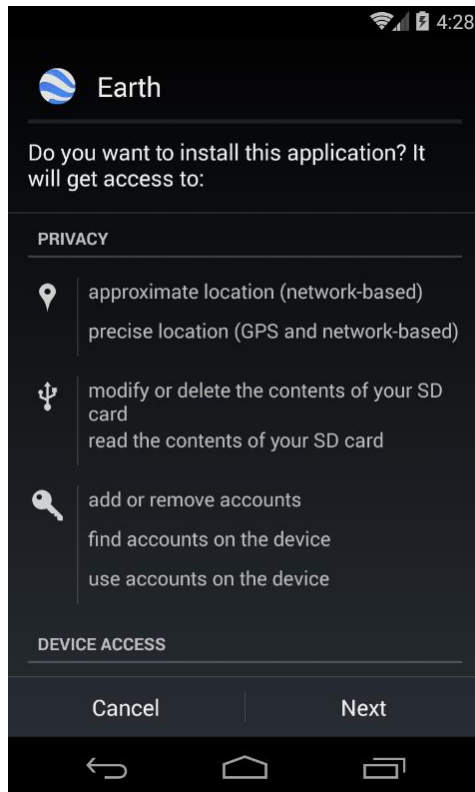 4:28
Earth
Do you want to install this application? It
will get access to:
PRIVACY
approximate location (network-based)
precise location (GPS and network-based)
modify or delete the contents of your SD
card
read the contents of your SD card
add or remove accounts
find accounts on the device
use accounts on the device
DEVICE ACCESS
Cancel Next